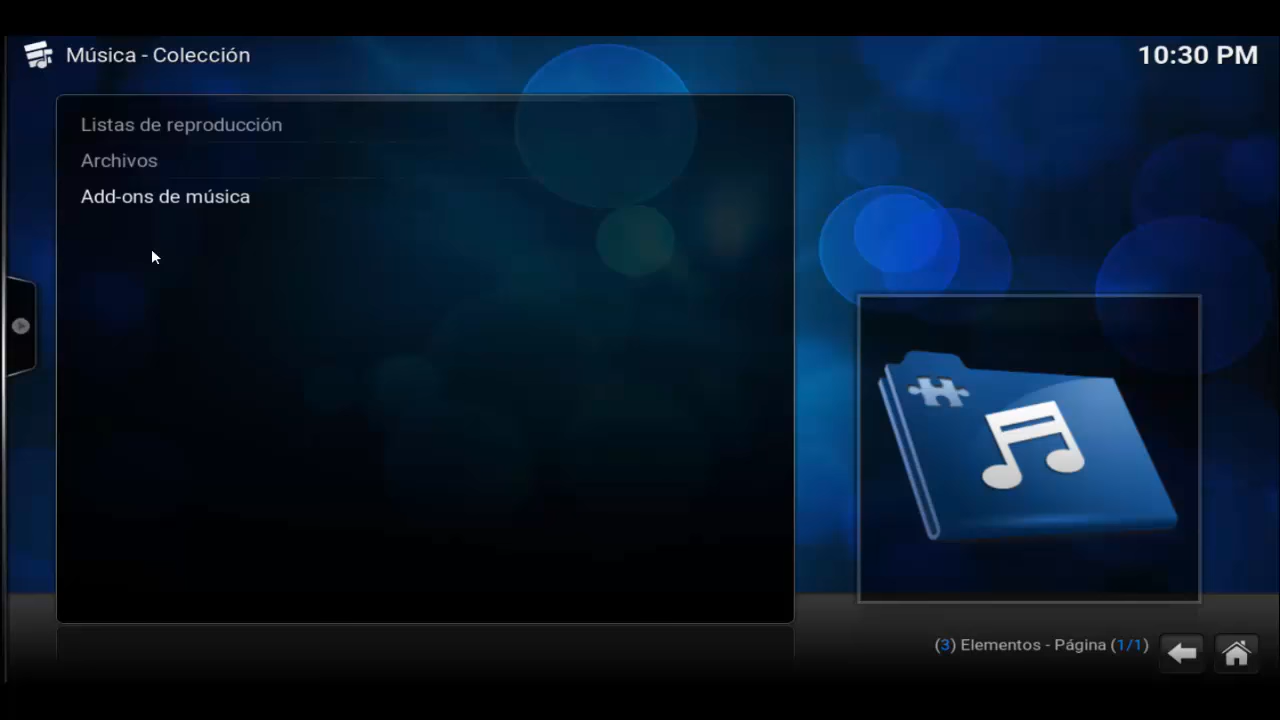 Música - Colección
10:30 PM
Listas de reproducción
Archivos
Add-ons de música
(3) Elementos - Página (1/1)